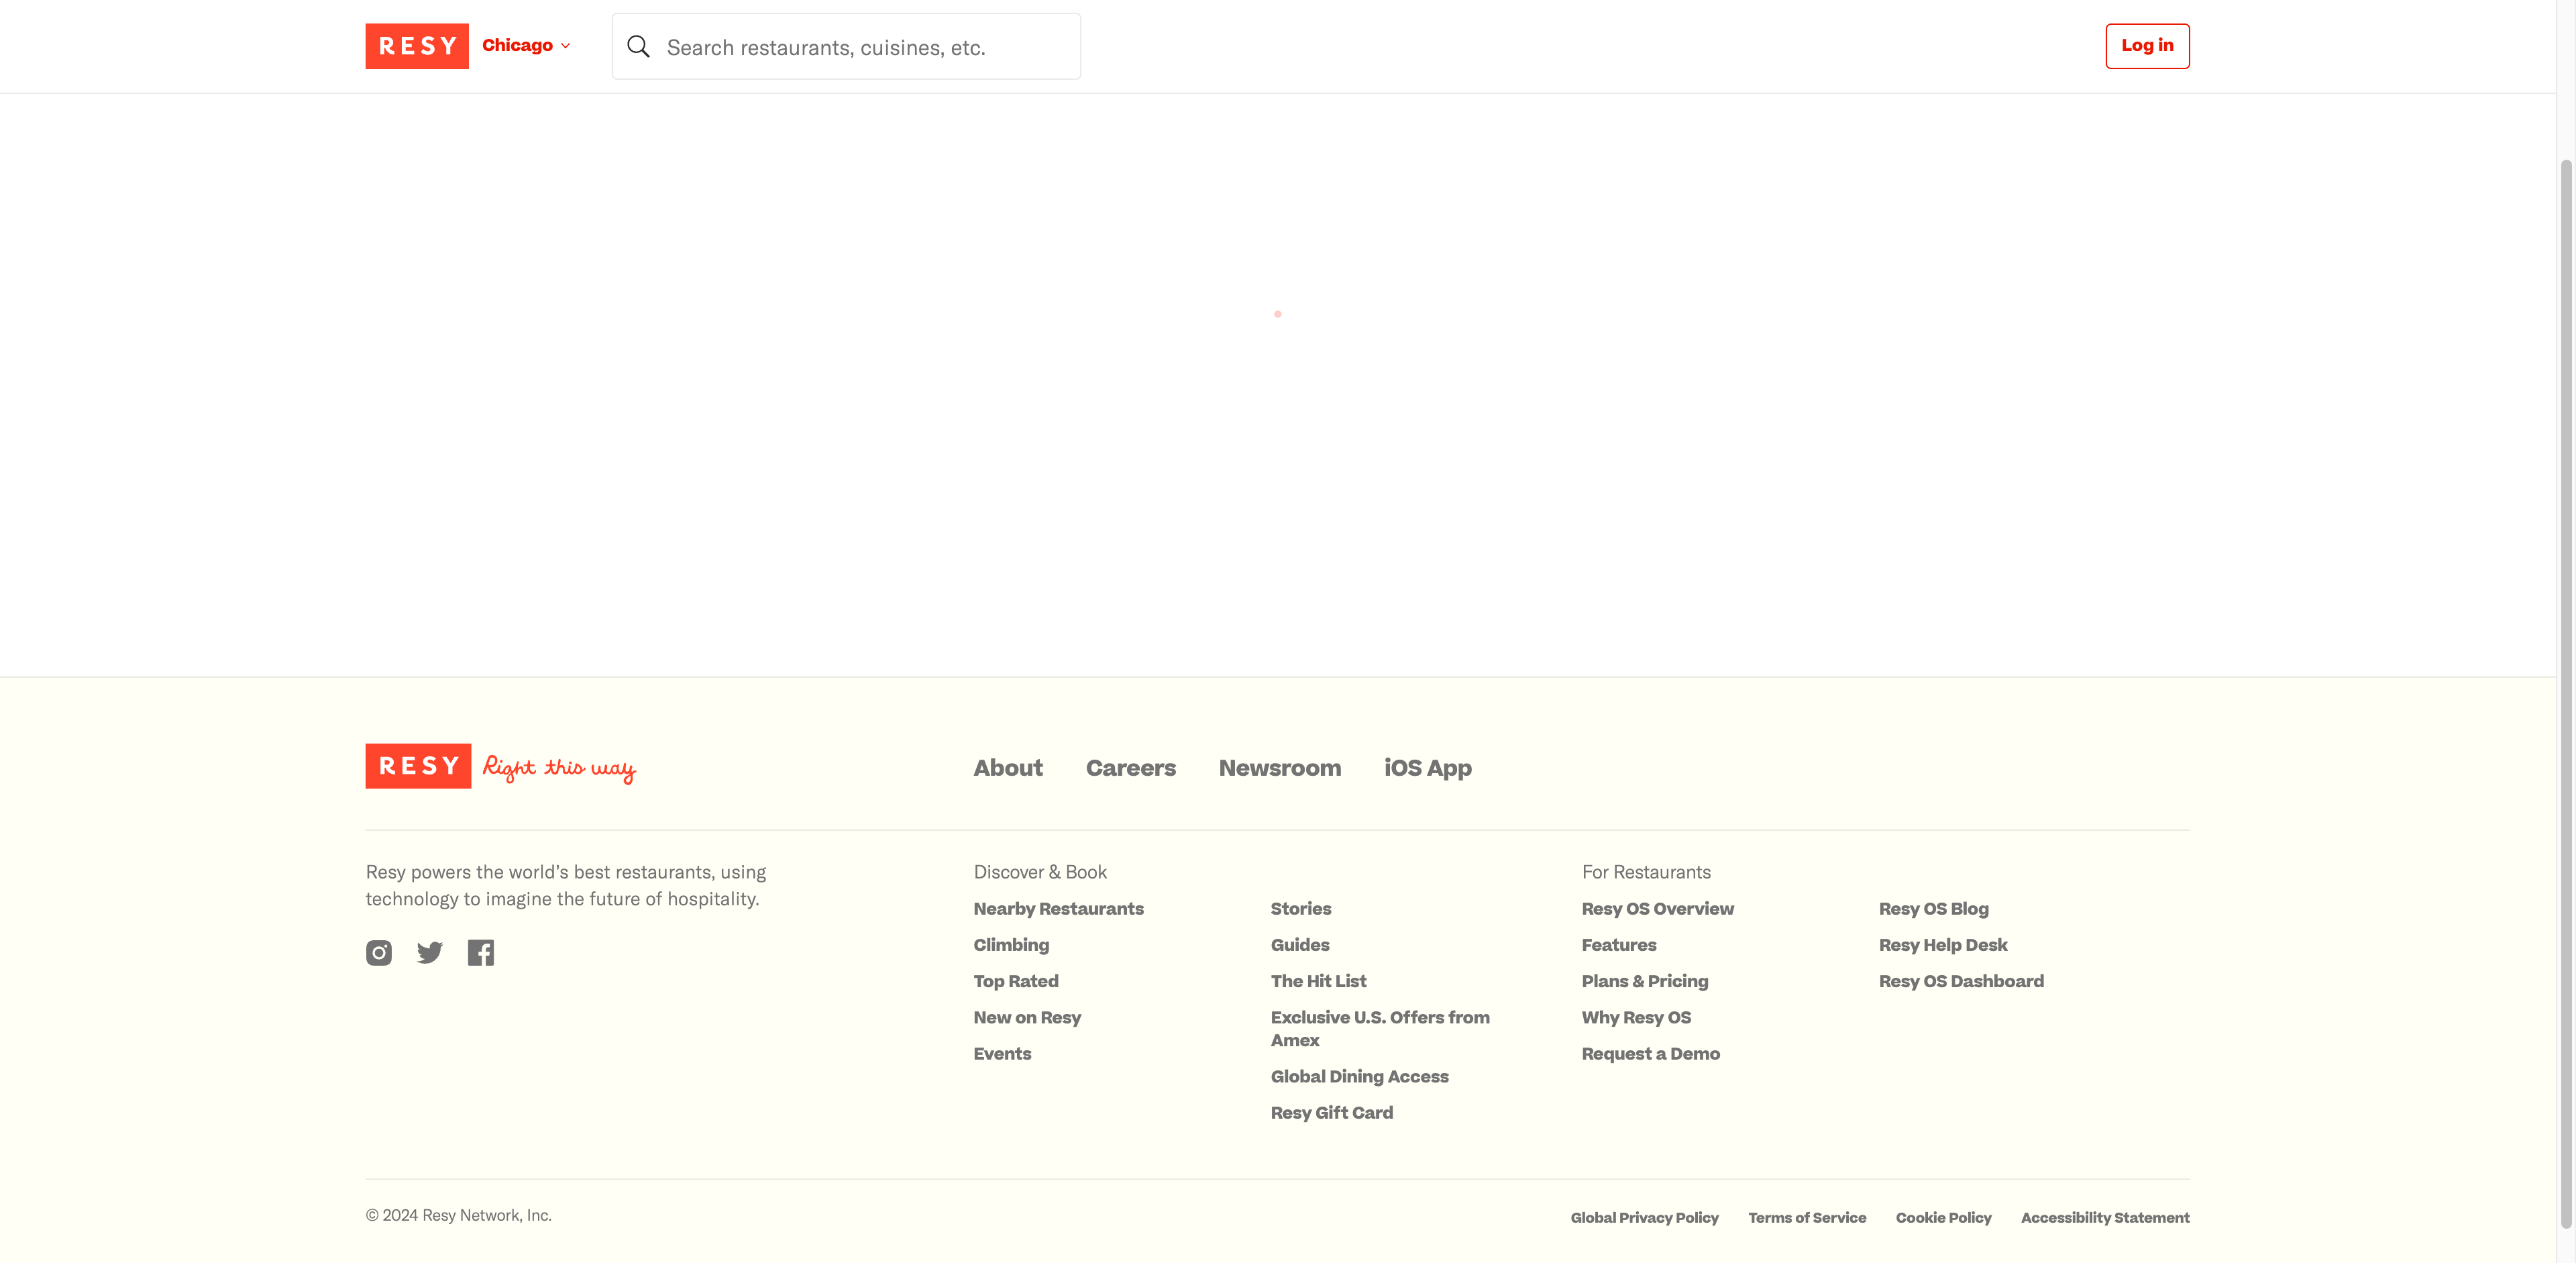 RESY
Chicago
Search restaurants, cuisines, etc.
Log in
RESY Right this way
About
Careers
Newsroom
iOS App
Resy powers the world's best restaurants, using
technology to imagine the future of hospitality.
Discover & Book
Nearby Restaurants
Climbing
Top Rated
New on Resy
Events
Stories
Guides
The Hit List
Exclusive U.S. Offers from
Amex
Global Dining Access
Resy Gift Card
For Restaurants
Resy OS Overview
Features
Plans & Pricing
Why Resy OS
Request a Demo
Resy OS Blog
Resy Help Desk
Resy OS Dashboard
© 2024 Resy Network, Inc.
Global Privacy Policy
Terms of Service
Cookie Policy
Accessibility Statement